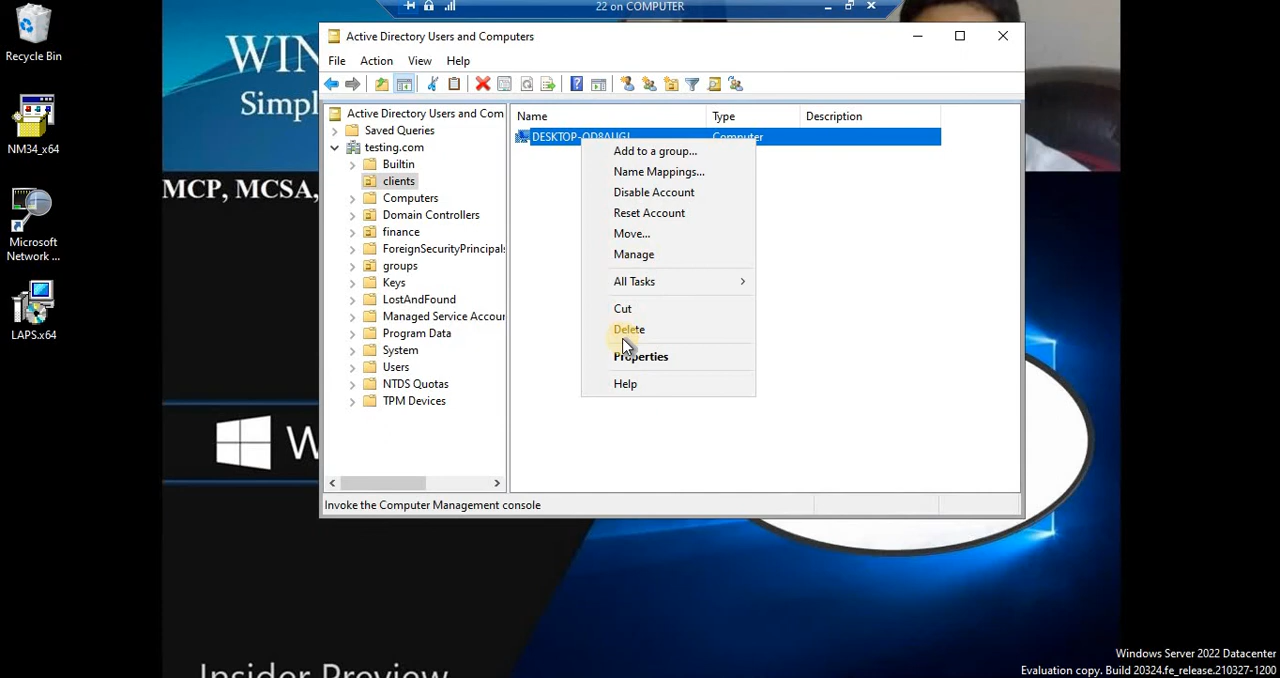 22 on COMPUTER
Recycle Bin
NM34_x64
Microsoft
Network ...
LAPS.x64
WIN
Simpl
MCP, MCSA,
W
Insider Preview
Active Directory Users and Computers
File Action View Help
Active Directory Users and Com
Saved Queries
testing.com
Builtin
clients
Computers
Domain Controllers
finance
ForeignSecurityPrincipals
groups
Keys
LostAndFound
Managed Service Accour
Program Data
System
Users
NTDS Quotas
TPM Devices
Name Type Description
Computer
Add to a group...
Name Mappings...
Disable Account
Reset Account
Move...
Manage
All Tasks
Cut
Delete
Properties
Help
Invoke the Computer Management console
Windows Server 2022 Datacenter
Evaluation copy. Build 20324.fe_release.210327-1200